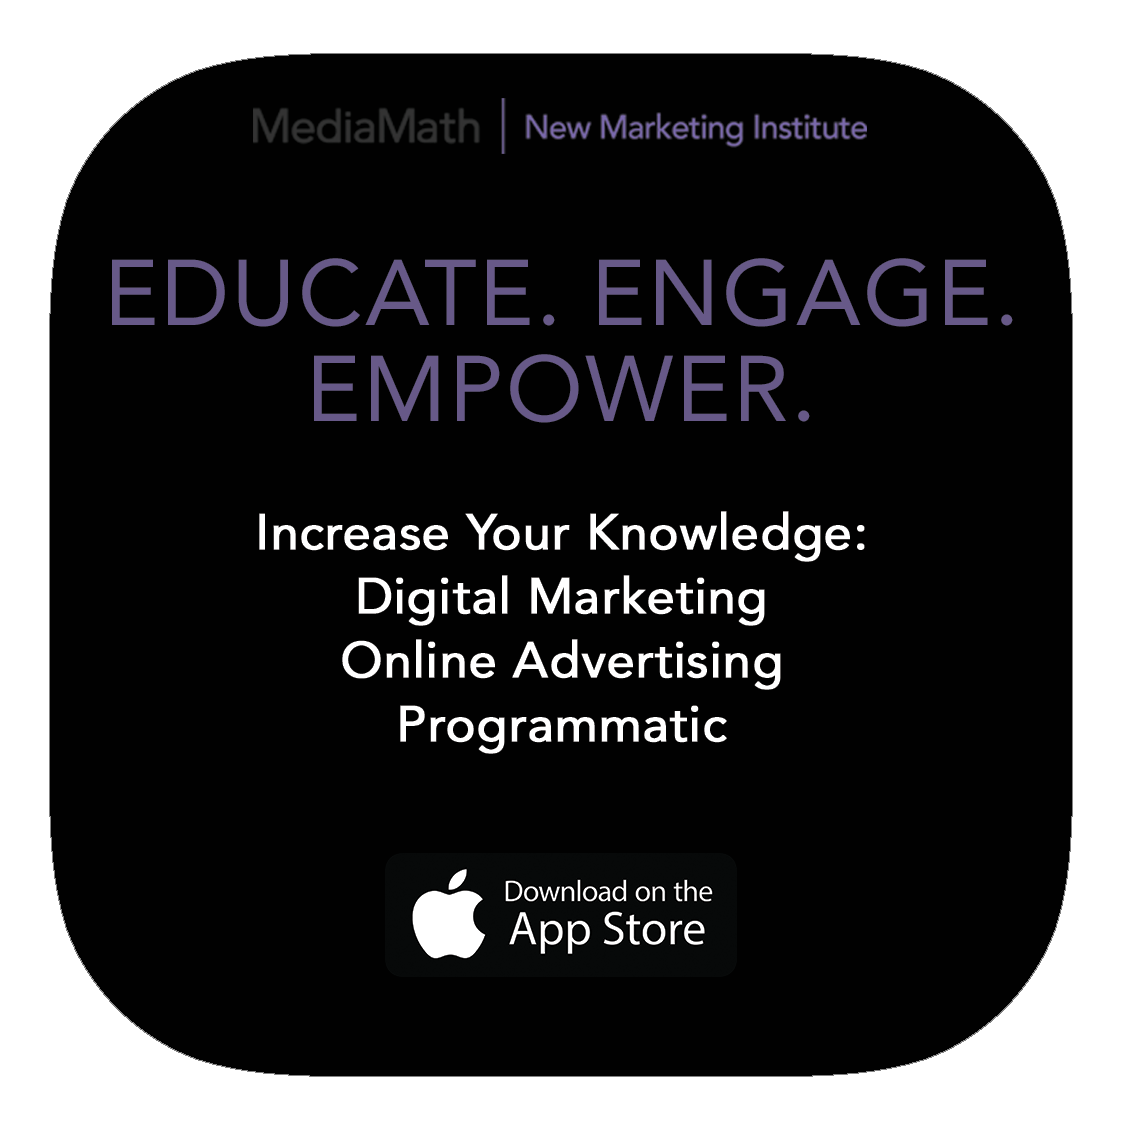 MediaMath | New Marketing Institute
EDUCATE. ENGAGE.
EMPOWER.
Increase Your Knowledge:
Digital Marketing
Online Advertising
Programmatic
Download on the
App Store